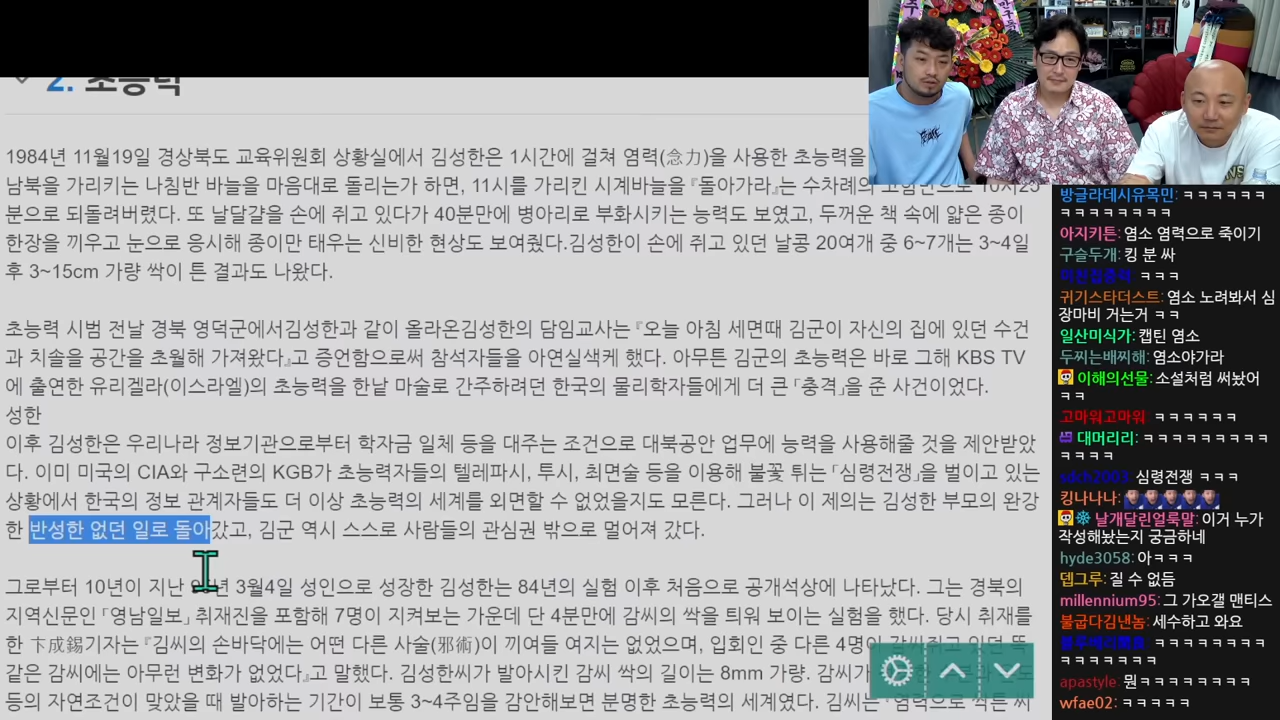 2. 초능력
1984년 11월19일 경상북도 교육위원회 상황실에서 김성한은 1시간에 걸쳐 염력(念力)을 사용한 초능력을
남북을 가리키는 나침반 바늘을 마음대로 돌리는가 하면, 11시를 가리킨 시계바늘을 『돌아가라』는 수차례의 고함만으로 10시25
분으로 되돌려버렸다. 또 날달걀을 손에 쥐고 있다가 40분만에 병아리로 부화시키는 능력도 보였고, 두꺼운 책 속에 얇은 종이
한장을 끼우고 눈으로 응시해 종이만 태우는 신비한 현상도 보여줬다.김성한이 손에 쥐고 있던 날콩 20여개 중 6~7개는 3~4일
후 3~15cm 가량 싹이 튼 결과도 나왔다.
초능력 시범 전날 경북 영덕군에서김성한과 같이 올라온김성한의 담임교사는 『오늘 아침 세면때 김군이 자신의 집에 있던 수건
과 치솔을 공간을 초월해 가져왔다』고 증언함으로써 참석자들을 아연실색케 했다. 아무튼 김군의 초능력은 바로 그해 KBS TV
에 출연한 유리겔라(이스라엘)의 초능력을 한낱 마술로 간주하려던 한국의 물리학자들에게 더 큰 「충격」을 준 사건이었다.
성한
이후 김성한은 우리나라 정보기관으로부터 학자금 일체 등을 대주는 조건으로 대북공안 업무에 능력을 사용해줄 것을 제안받았
다. 이미 미국의 CIA와 구소련의 KGB가 초능력자들의 텔레파시, 투시, 최면술 등을 이용해 불꽃 튀는 「심령전쟁」을 벌이고 있는
상황에서 한국의 정보 관계자들도 더 이상 초능력의 세계를 외면할 수 없었을지도 모른다. 그러나 이 제의는 김성한 부모의 완강
한 반성한 없던 일로 돌아갔고, 김군 역시 스스로 사람들의 관심권 밖으로 멀어져 갔다.
그로부터 10년이 지난 년 3월4일 성인으로 장성한 김성한는 84년의 실험 이후 처음으로 공개석상에 나타났다. 그는 경북의
지역신문인 「영남일보」 취재진을 포함해 7명이 지켜보는 가운데 단 4분만에 감씨의 싹을 틔워 보이는 실험을 했다. 당시 취재를
한 卞成錫기자는 『김씨의 손바닥에는 어떤 다른 사술(邪術)이 끼여들 여지는 없었으며, 입회인 중 다른 4명이 감씨쥐고 있던 똑
같은 감씨에는 아무런 변화가 없었다』고 말했다. 김성한씨가 발아시킨 감씨 싹의 길이는 8mm 가량. 감씨가
등의 자연조건이 맞았을 때 발아하는 기간이 보통 3~4주임을 감안해보면 분명한 초능력의 세계였다. 김씨는 『염력으로 싹튼 씨
방글라데시유목민: ㅋㅋㅋㅋㅋㅋ
ㅋㅋㅋㅋㅋㅋㅋㅋ
아지키튼: 염소 염력으로 죽이기
구슬두개: 킹 분 싸
미친집중력: ㅋㅋㅋ
귀기스타더스트: 염소 노려봐서 심
장마비 거는거 ㅋㅋ
일산미식가: 캡틴 염소
두찌는배찌해: 염소야가라
이해의선물: 소설처럼 써놨어
ㅋㅋ
고마워고마워 ㅋㅋㅋㅋㅋㅋ
대머리리: ㅋㅋㅋㅋㅋㅋㅋㅋㅋ
ㅋㅋㅋㅋ
sdch2003: 심령전쟁 ㅋㅋㅋ
킹나나나:
날개달린얼룩말: 이거 누가
작성해놨는지 궁금하네
hyde3058: 아ㅋㅋㅋ
뎁그루: 질 수 없듬
millennium95: 그 가오갤 맨티스
불굽다김낸놈: 세수하고 와요
ㅋㅋㅋㅋㅋㅋㅋㅋ
ㅋㅋㅋㅋㅋㅋㅋ
apastyle: 뭔ㅋㅋㅋㅋㅋㅋㅋㅋ
wfae02: ㅋㅋㅋㅋㅋ